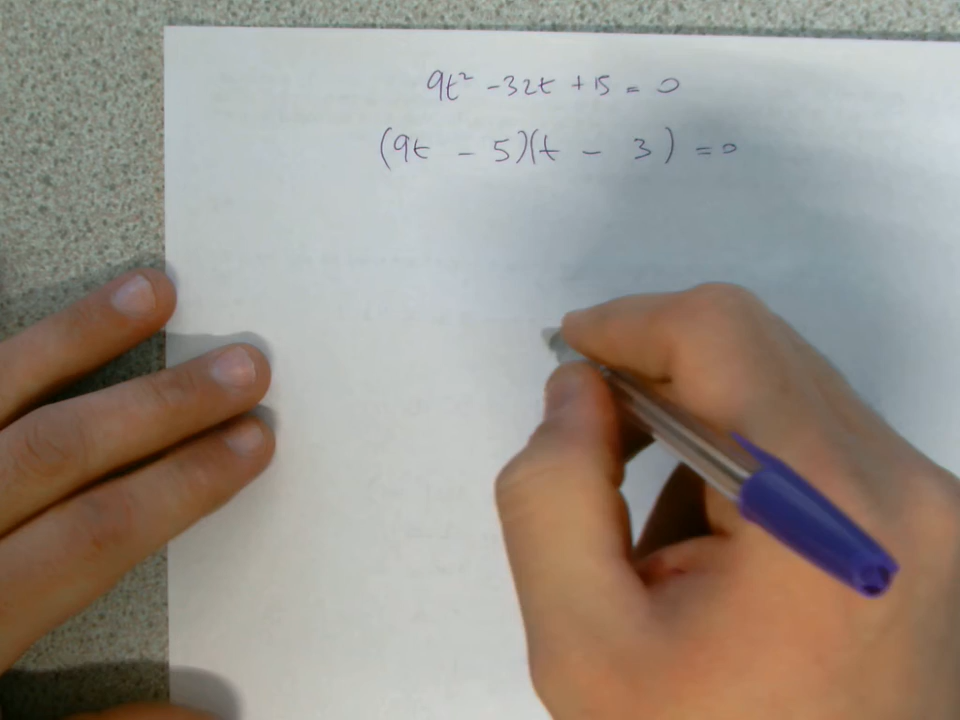 9t² -32t +15 = 0
(9t - 5)(t - 3) = 0